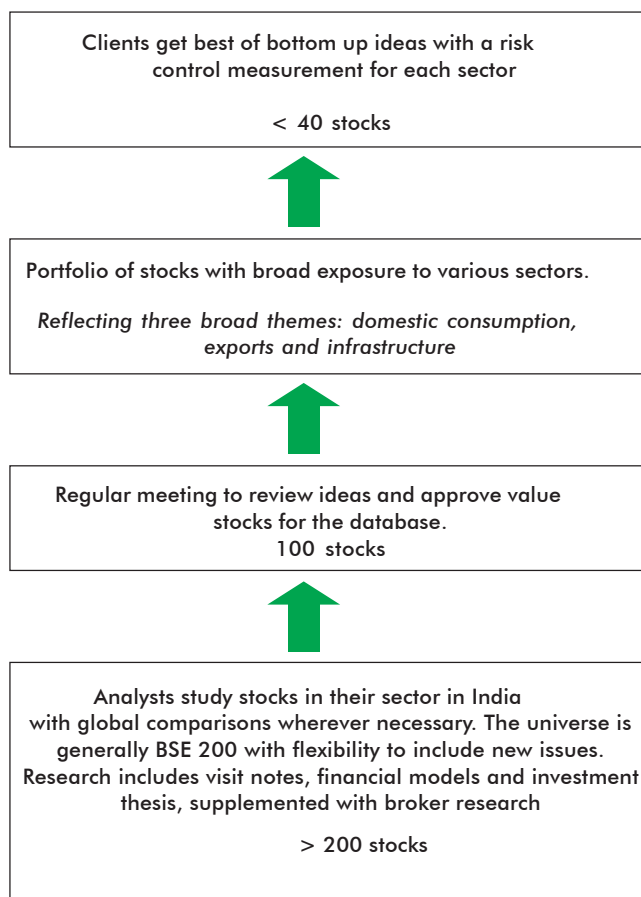 Clients get best of bottom up ideas with a risk
control measurement for each sector
< 40 stocks
Portfolio of stocks with broad exposure to various sectors.
Reflecting three broad themes: domestic consumption,
exports and infrastructure
Regular meeting to review ideas and approve value
stocks for the database.
100 stocks
Analysts study stocks in their sector in India
with global comparisons wherever necessary. The universe is
generally BSE 200 with flexibility to include new issues.
Research includes visit notes, financial models and investment
thesis, supplemented with broker research
> 200 stocks